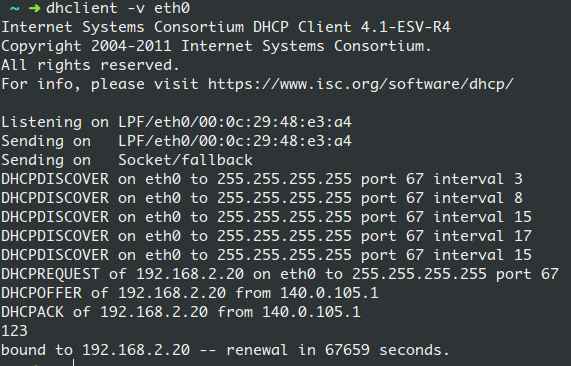 ~ ➜ dhclient -v eth0
Internet Systems Consortium DHCP Client 4.1-ESV-R4
Copyright 2004-2011 Internet Systems Consortium.
All rights reserved.
For info, please visit https://www.isc.org/software/dhcp/
Listening on LPF/eth0/00:0c:29:48:e3:a4
Sending on   LPF/eth0/00:0c:29:48:e3:a4
Sending on   Socket/fallback
DHCPDISCOVER on eth0 to 255.255.255.255 port 67 interval 3
DHCPDISCOVER on eth0 to 255.255.255.255 port 67 interval 8
DHCPDISCOVER on eth0 to 255.255.255.255 port 67 interval 15
DHCPDISCOVER on eth0 to 255.255.255.255 port 67 interval 17
DHCPDISCOVER on eth0 to 255.255.255.255 port 67 interval 15
DHCPREQUEST of 192.168.2.20 on eth0 to 255.255.255.255 port 67
DHCPOFFER of 192.168.2.20 from 140.0.105.1
DHCPACK of 192.168.2.20 from 140.0.105.1
123
bound to 192.168.2.20 -- renewal in 67659 seconds.